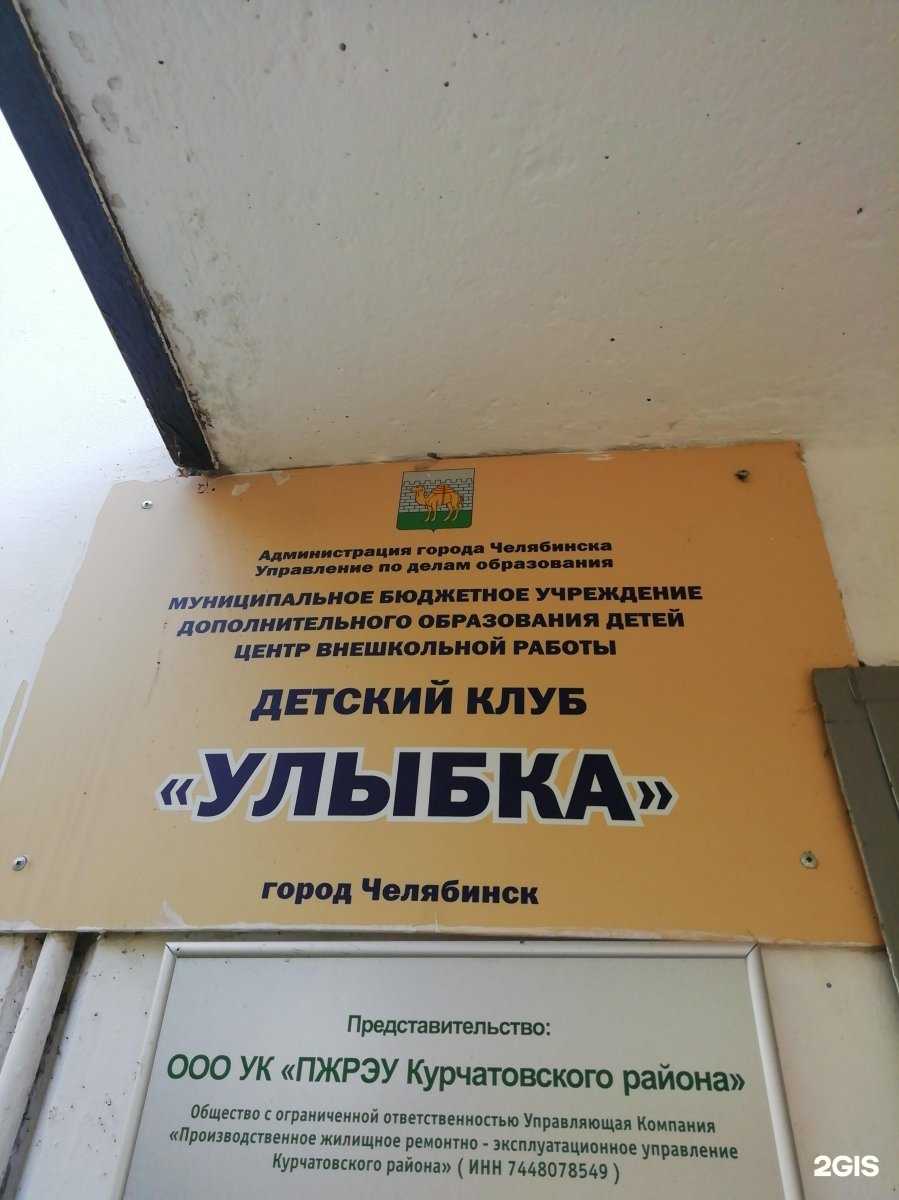 Администрация города Челябинска
Управление по делам образования
МУНИЦИПАЛЬНОЕ БЮДЖЕТНОЕ УЧРЕЖДЕНИЕ
ДОПОЛНИТЕЛЬНОГО ОБРАЗОВАНИЯ ДЕТЕЙ
ЦЕНТР ВНЕШКОЛЬНОЙ РАБОТЫ
ДЕТСКИЙ КЛУБ
«УЛЫБКА»
город Челябинск
Представительство:
ООО УК «ПЖРЭУ Курчатовского района»
Общество с ограниченной ответственностью Управляющая Компания
«Производственное жилищное ремонтно - эксплуатационное управление
Курчатовского района» ( ИНН 7448078549 )
2GIS